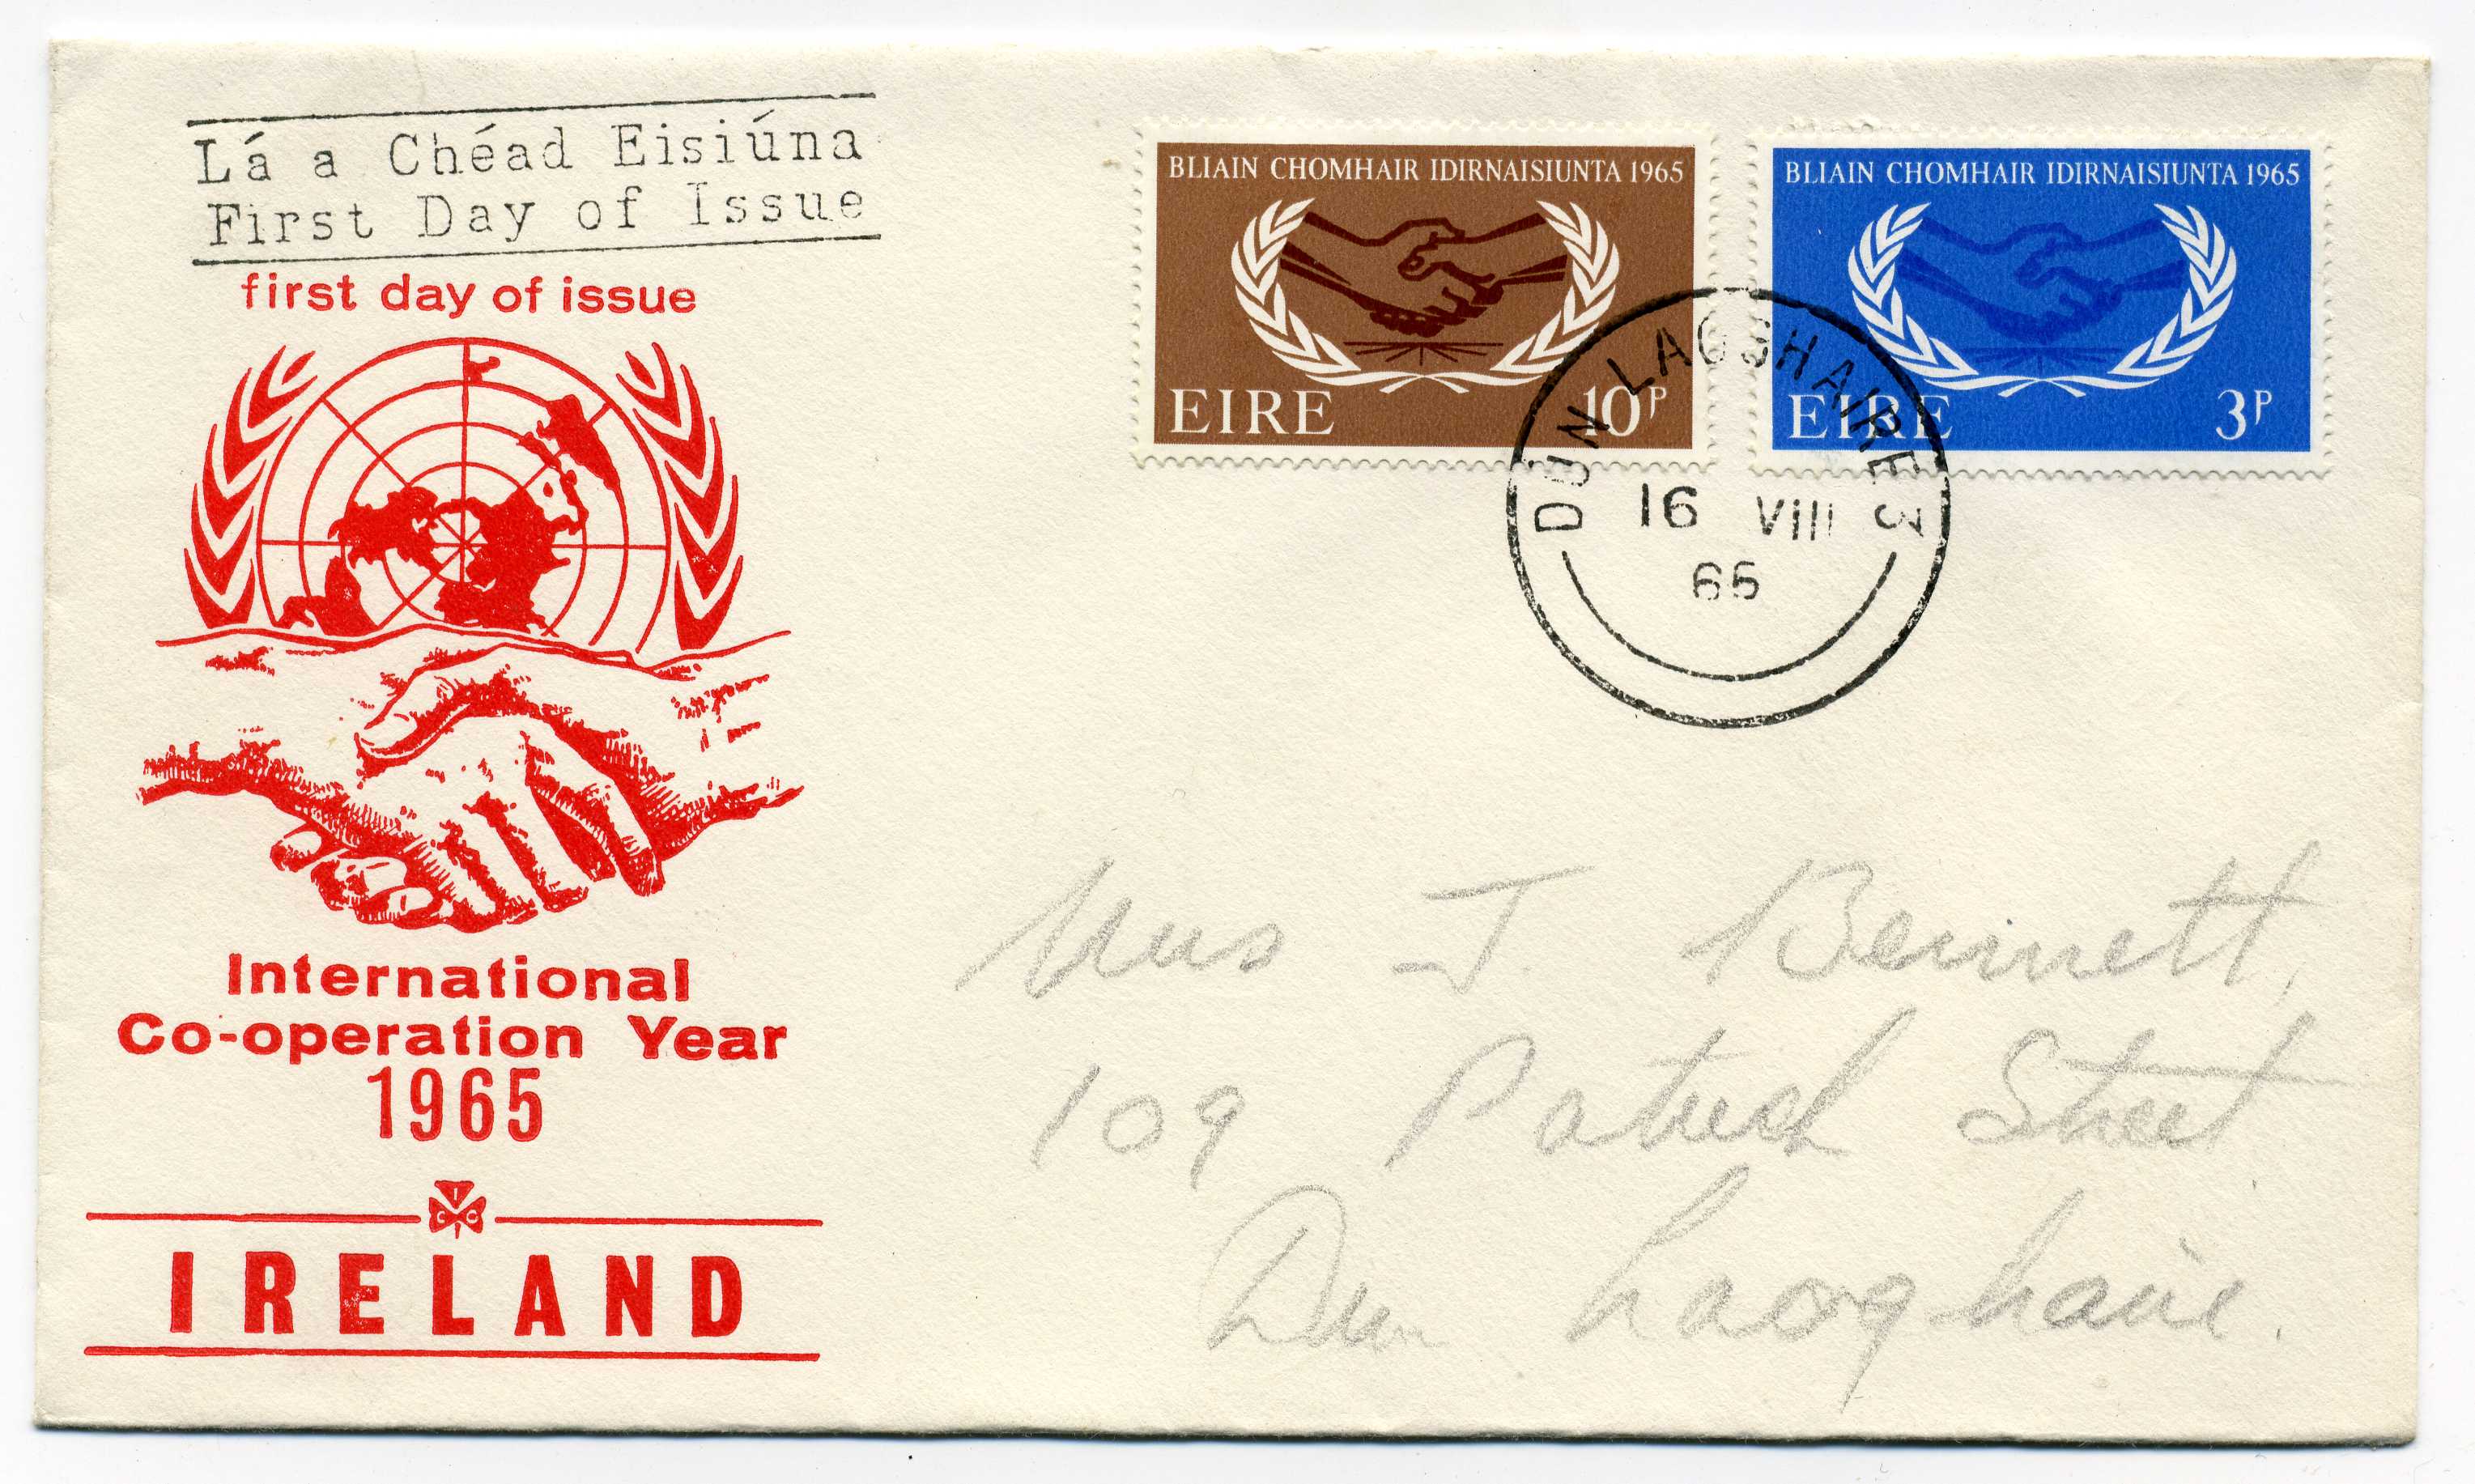 Lá a Chéad Eisiúna
First Day of Issue
first day of issue
International
Co-operation Year
1965
I C C
IRELAND
BLIAIN CHOMHAIR IDIRNAISIUNTA 1965
EIRE 10P
BLIAIN CHOMHAIR IDIRNAISIUNTA 1965
EIRE 3P
DÚN LAOGHAIRE 3
16 VIII
65
Mrs J. Bennett,
109 Patrick Street
Dun Laoghaire.